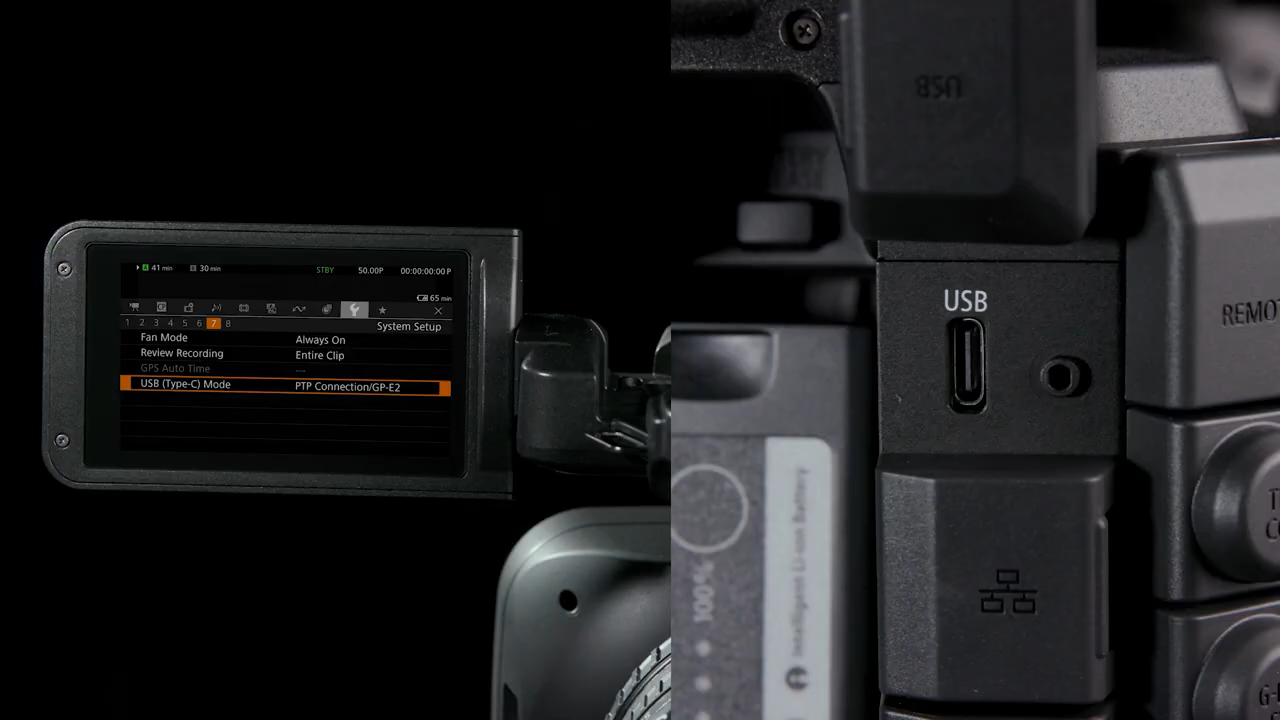 A 41 min
B 30 min
STBY
50.00P
00:00:00:00 P
65 min
1 2 3 4 5 6 7 8
System Setup
Fan Mode Always On
Review Recording Entire Clip
GPS Auto Time ---
USB (Type-C) Mode PTP Connection/GP-E2
USB
USB
REMO
100%
Intelligent Li-ion Battery
T
C
G-